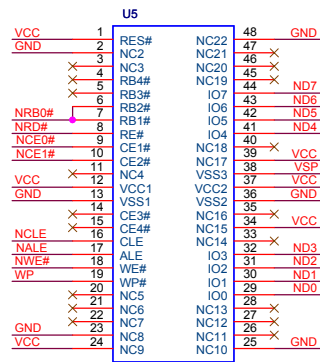 U5
VCC 1 RES# NC22 48 GND
GND 2 NC2 NC21 47
3 NC3 NC20 46
4 RB4# NC19 45
5 RB3# IO7 44 ND7
6 RB2# IO6 43 ND6
NRB0# 7 RB1# IO5 42 ND5
NRD# 8 RE# IO4 41 ND4
NCE0# 9 CE1# NC18 40
NCE1# 10 CE2# NC17 39 VCC
11 NC4 VSS3 38 VSP
VCC 12 VCC1 VCC2 37 VCC
GND 13 VSS1 VSS2 36 GND
14 CE3# NC16 35
15 CE4# NC15 34 VCC
NCLE 16 CLE NC14 33
NALE 17 ALE IO3 32 ND3
NWE# 18 WE# IO2 31 ND2
WP 19 WP# IO1 30 ND1
20 NC5 IO0 29 ND0
21 NC6 NC13 28
22 NC7 NC12 27
GND 23 NC8 NC11 26
VCC 24 NC9 NC10 25 GND